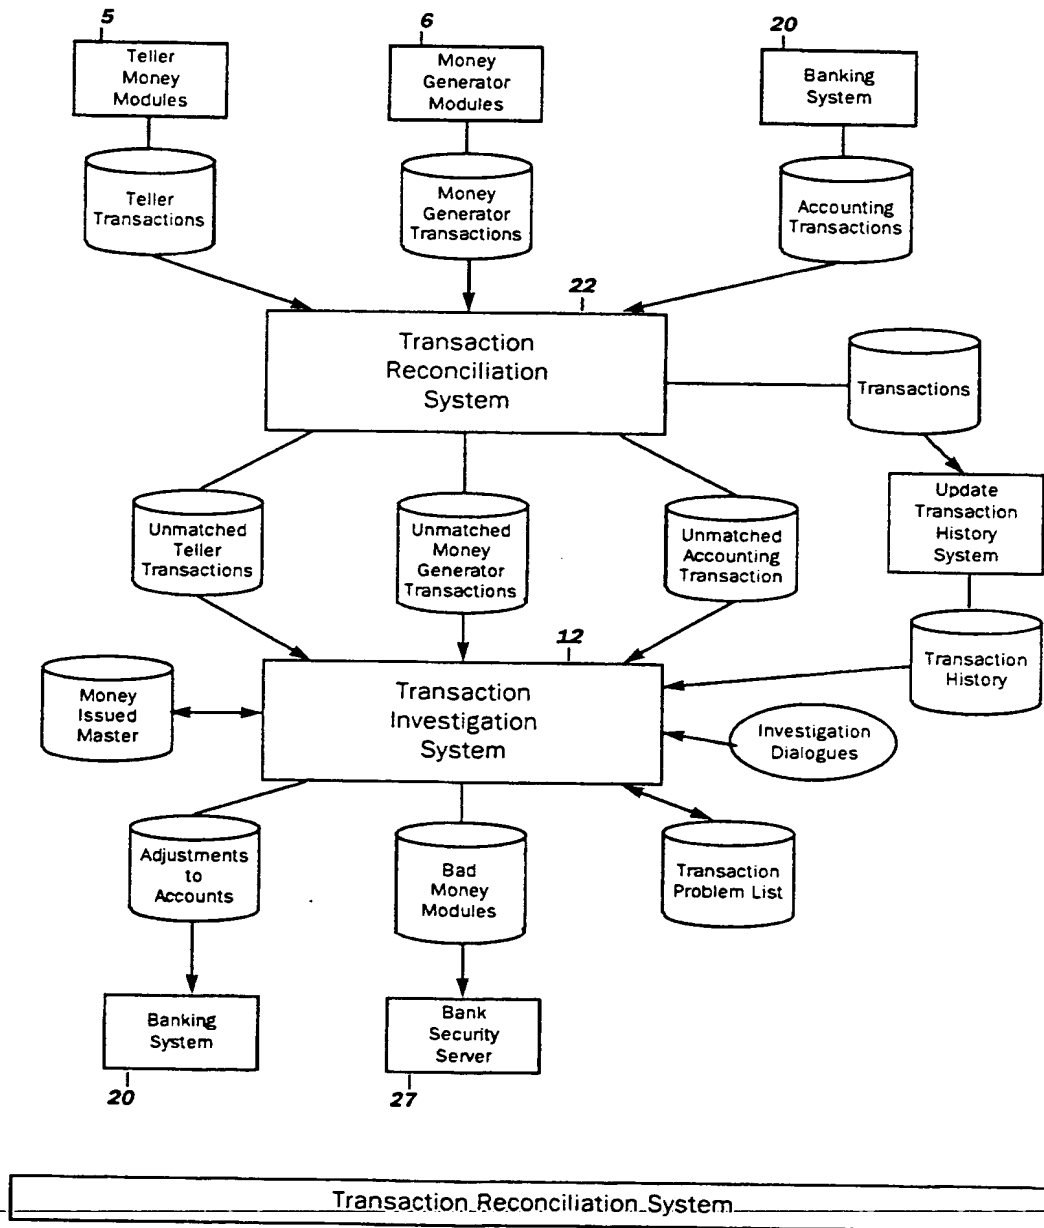 5
6
20
Teller
Money
Modules
Money
Generator
Modules
Banking
System
Teller
Transactions
Money
Generator
Transactions
Accounting
Transactions
22
Transaction
Reconciliation
System
Transactions
Update
Transaction
History
System
Unmatched
Teller
Transactions
Unmatched
Money
Generator
Transactions
Unmatched
Accounting
Transaction
12
Transaction
History
Money
Issued
Master
Transaction
Investigation
System
Investigation
Dialogues
Adjustments
to
Accounts
Bad
Money
Modules
Transaction
Problem List
Banking
System
Bank
Security
Server
20
27
Transaction Reconciliation System